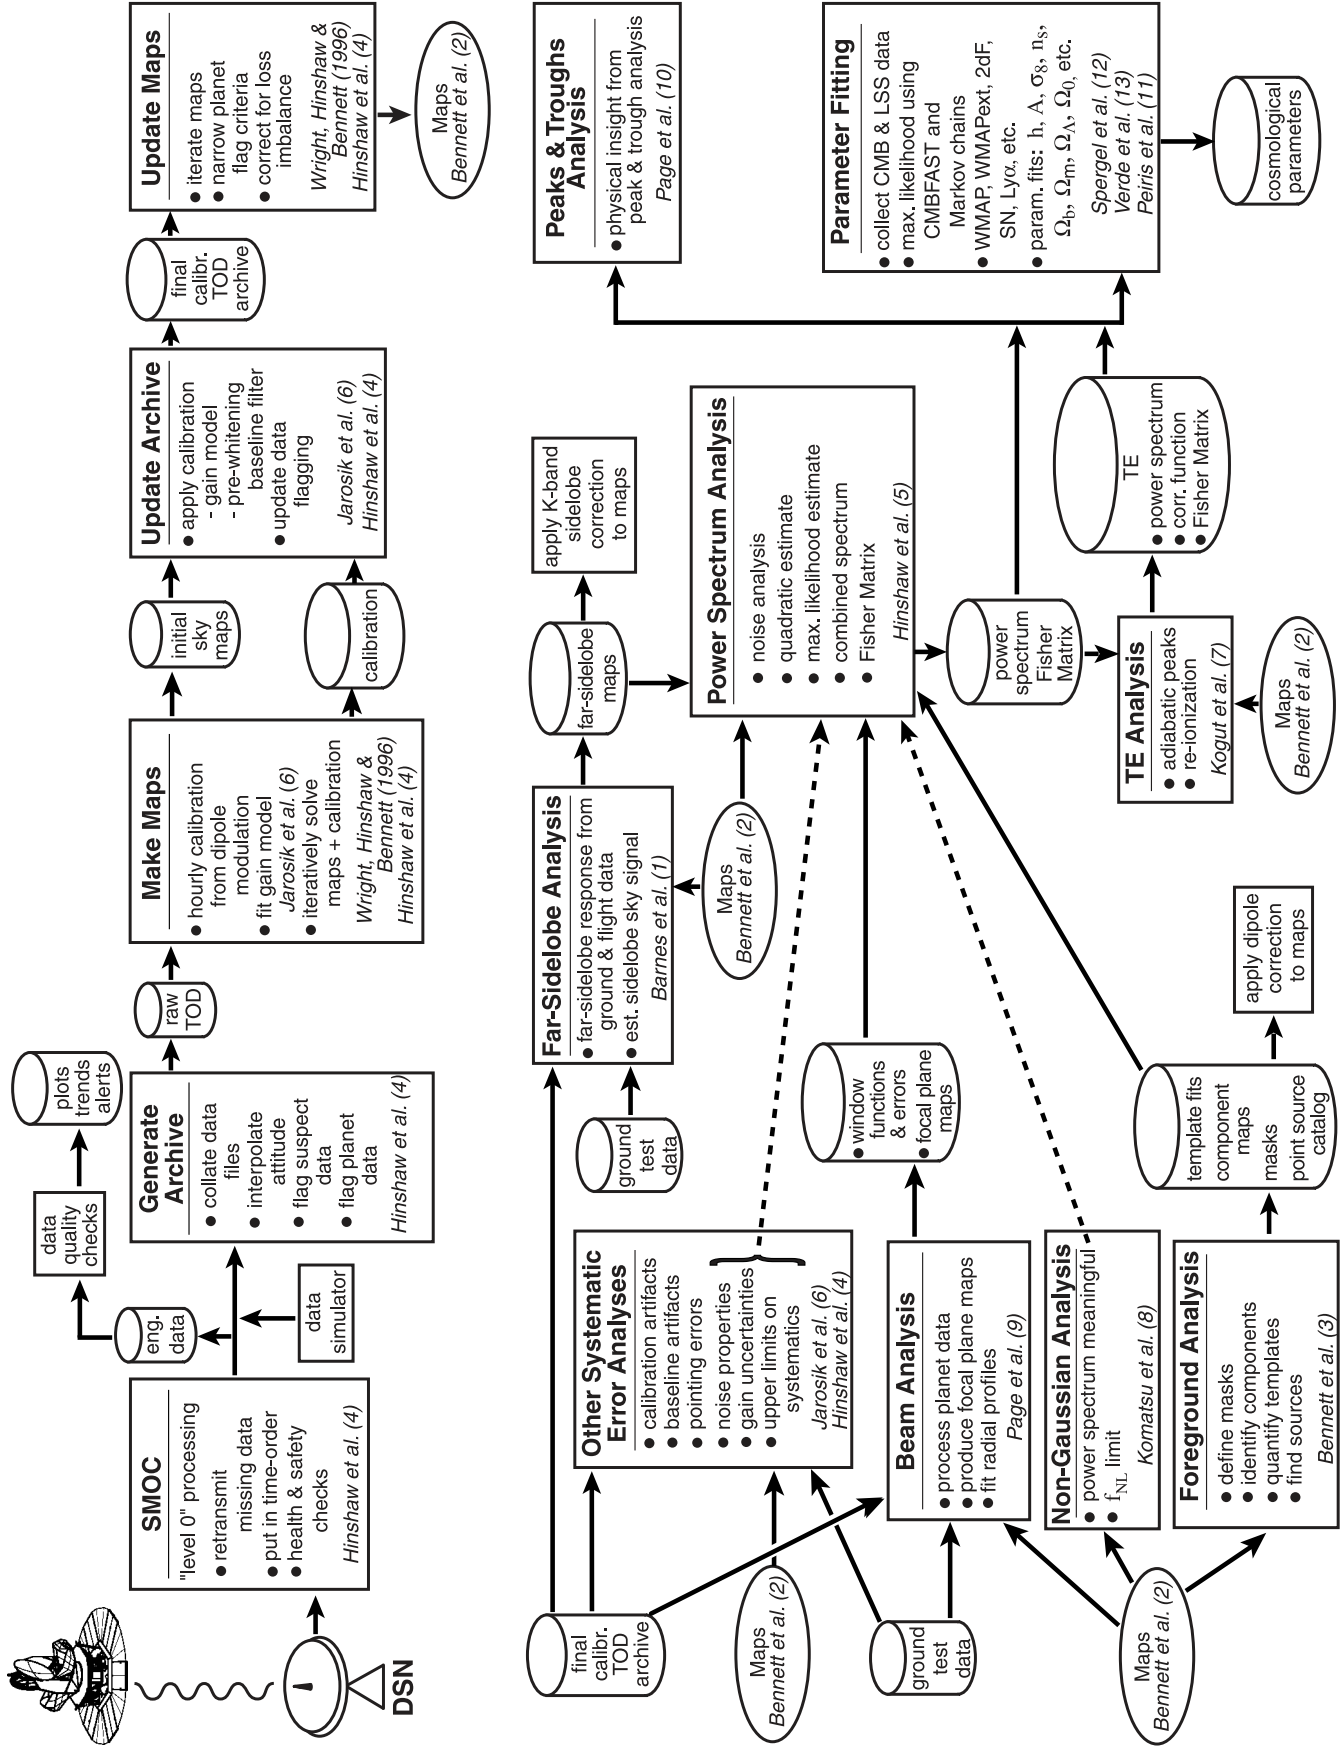 DSN
SMOC
"level 0" processing
● retransmit
missing data
● put in time-order
● health & safety
checks
Hinshaw et al. (4)
eng.
data
data
quality
checks
plots
trends
alerts
data
simulator
Generate
Archive
● collate data
files
● interpolate
attitude
● flag suspect
data
● flag planet
data
Hinshaw et al. (4)
raw
TOD
Make Maps
● hourly calibration
from dipole
modulation
● fit gain model
Jarosik et al. (6)
● iteratively solve
maps + calibration
Wright, Hinshaw &
Bennett (1996)
Hinshaw et al. (4)
initial
sky
maps
calibration
Update Archive
● apply calibration
- gain model
- pre-whitening
baseline filter
● update data
flagging
Jarosik et al. (6)
Hinshaw et al. (4)
final
calibr.
TOD
archive
Update Maps
● iterate maps
● narrow planet
flag criteria
● correct for loss
imbalance
Wright, Hinshaw &
Bennett (1996)
Hinshaw et al. (4)
Maps
Bennett et al. (2)
final
calibr.
TOD
archive
Maps
Bennett et al. (2)
ground
test
data
Maps
Bennett et al. (2)
Other Systematic
Error Analyses
● calibration artifacts
● baseline artifacts
● pointing errors
● noise properties
● gain uncertainties
● upper limits on
systematics
Jarosik et al. (6)
Hinshaw et al. (4)
Beam Analysis
● process planet data
● produce focal plane maps
● fit radial profiles
Page et al. (9)
Non-Gaussian Analysis
● power spectrum meaningful
● f_NL limit
Komatsu et al. (8)
Foreground Analysis
● define masks
● identify components
● quantify templates
● find sources
Bennett et al. (3)
ground
test
data
Far-Sidelobe Analysis
● far-sidelobe response from
ground & flight data
● est. sidelobe sky signal
Barnes et al. (1)
Maps
Bennett et al. (2)
● window
functions
& errors
● focal plane
maps
template fits
component
maps
masks
point source
catalog
apply dipole
correction
to maps
far-sidelobe
maps
apply K-band
sidelobe
correction
to maps
Power Spectrum Analysis
● noise analysis
● quadratic estimate
● max. likelihood estimate
● combined spectrum
● Fisher Matrix
Hinshaw et al. (5)
power
spectrum
Fisher
Matrix
TE Analysis
● adiabatic peaks
● re-ionization
Kogut et al. (7)
Maps
Bennett et al. (2)
TE
● power spectrum
● corr. function
● Fisher Matrix
Peaks & Troughs
Analysis
● physical insight from
peak & trough analysis
Page et al. (10)
Parameter Fitting
● collect CMB & LSS data
● max. likelihood using
CMBFAST and
Markov chains
● WMAP, WMAPext, 2dF,
SN, Lyα, etc.
● param. fits: h, A, σ₈, n_S,
Ω_b, Ω_m, Ω_Λ, Ω₀, etc.
Spergel et al. (12)
Verde et al. (13)
Peiris et al. (11)
cosmological
parameters